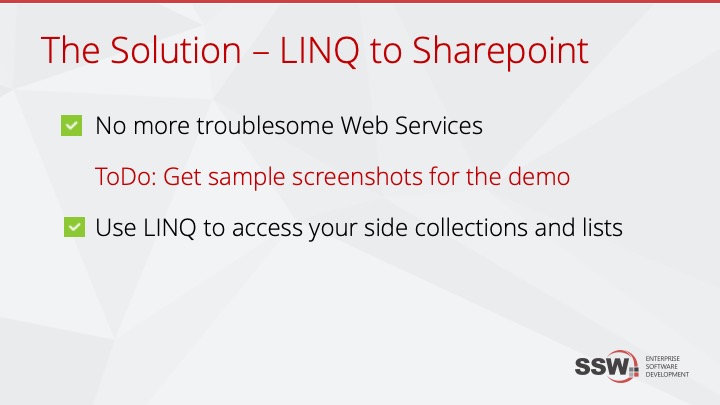 The Solution – LINQ to Sharepoint
No more troublesome Web Services
ToDo: Get sample screenshots for the demo
Use LINQ to access your side collections and lists
SSW
ENTERPRISE
SOFTWARE
DEVELOPMENT